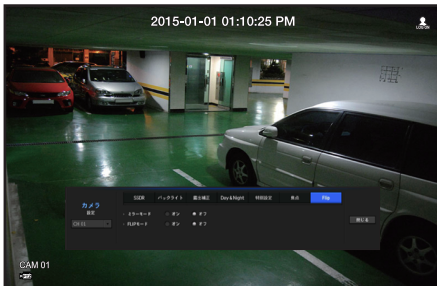 2015-01-01 01:10:25 PM
LOG ON
SSDR バックライト 露出補正 Day&Night 特殊設定 焦点 Flip
カメラ
設定
CH 01
ミラーモード オン オフ
閉じる
FLIPモード オン オフ
CAM 01